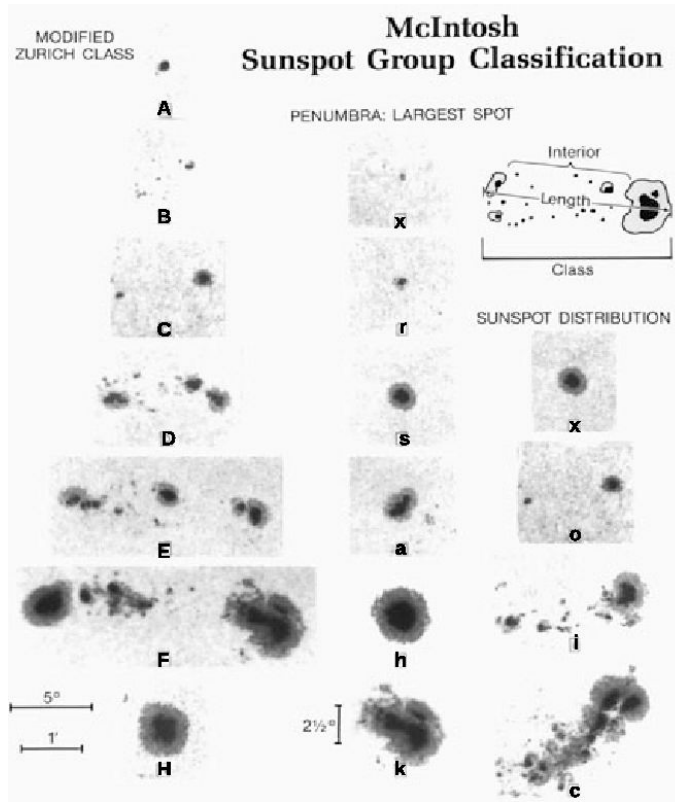 McIntosh
Sunspot Group Classification
MODIFIED
ZURICH CLASS
A
B
C
D
E
F
H
5°
1'
PENUMBRA: LARGEST SPOT
x
r
s
a
h
k
2½°
Interior
Length
Class
SUNSPOT DISTRIBUTION
x
o
i
c